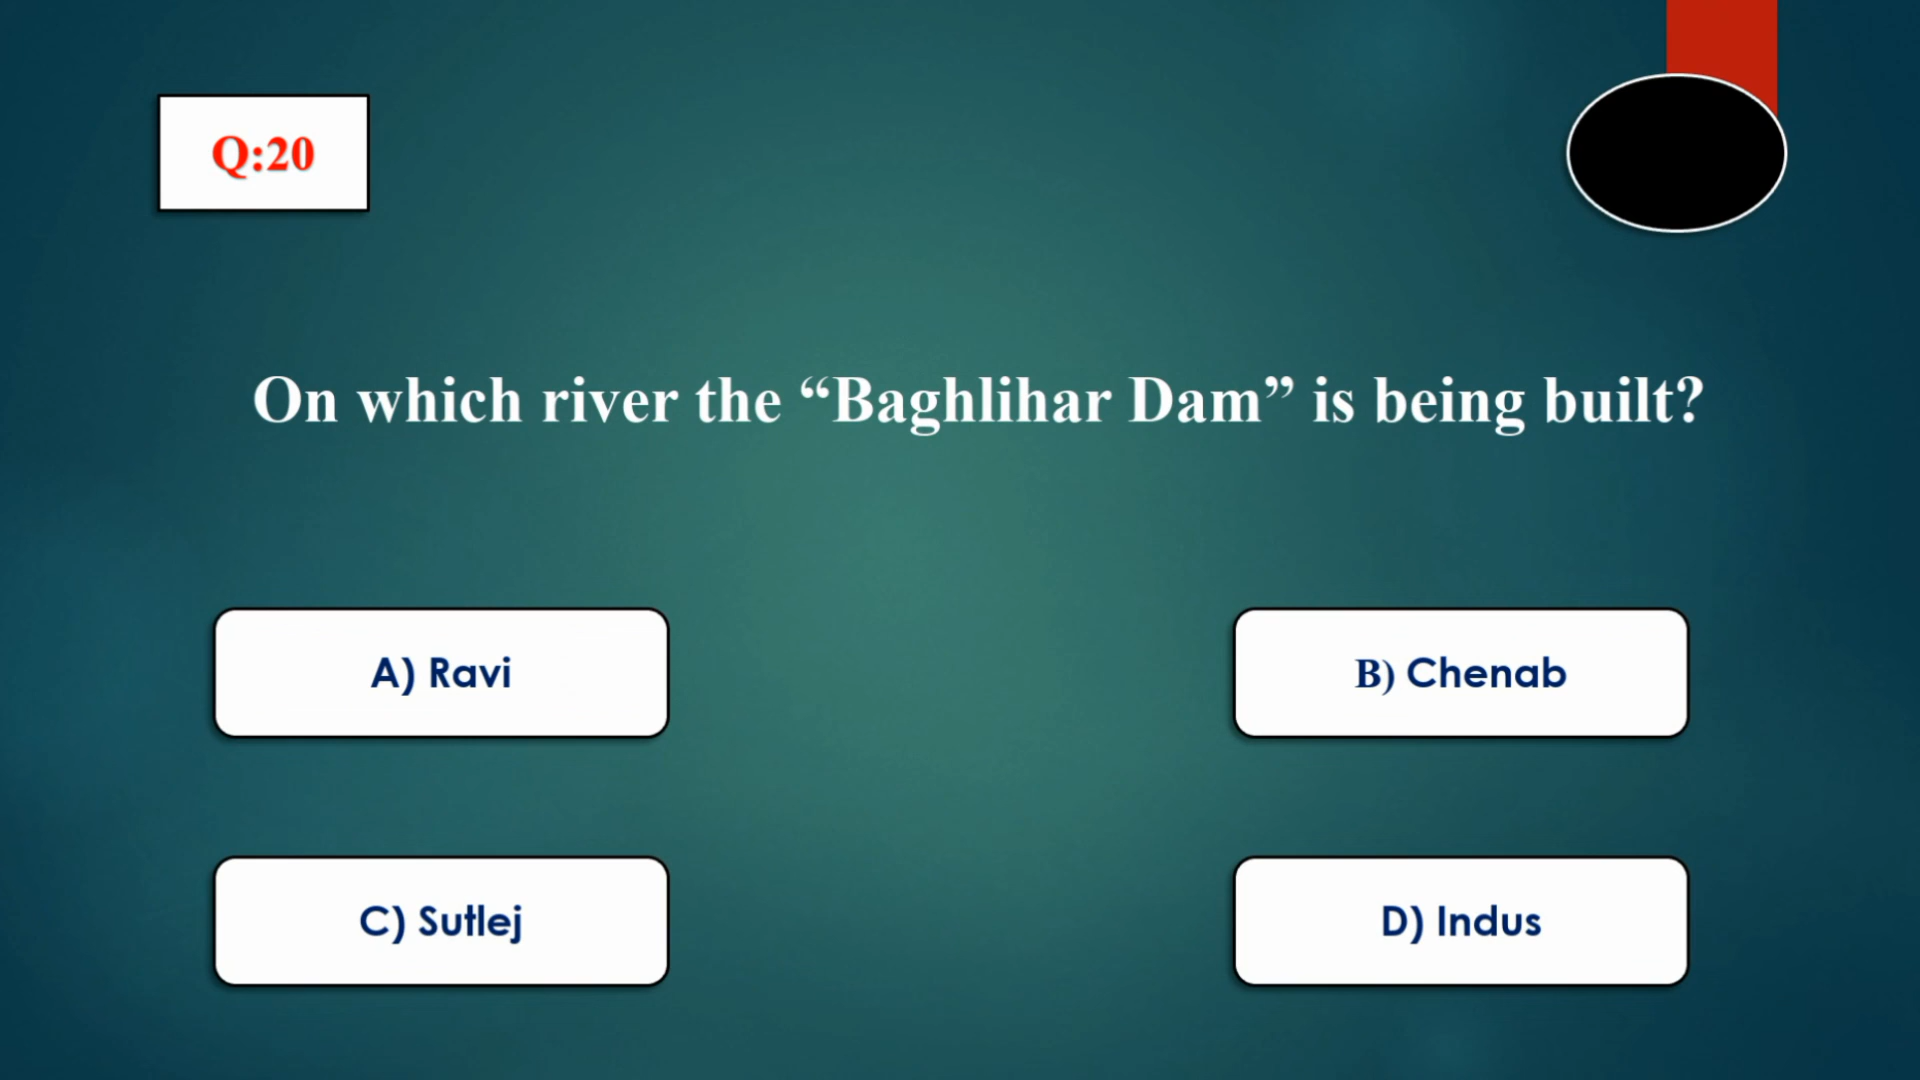 Q:20
On which river the “Baghlihar Dam” is being built?
A) Ravi
B) Chenab
C) Sutlej
D) Indus